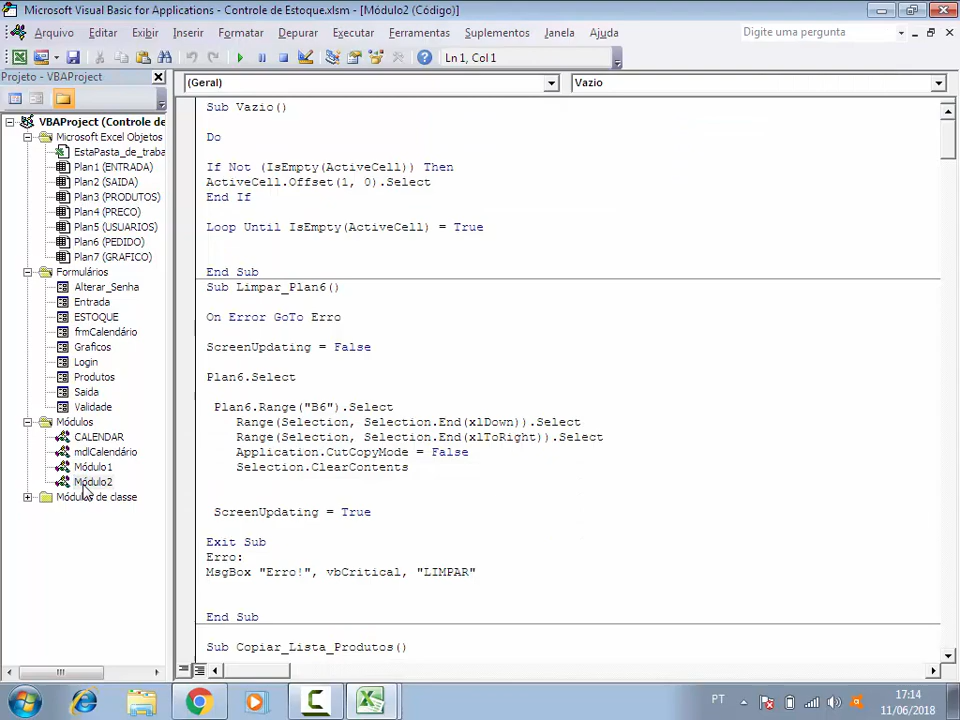 Microsoft Visual Basic for Applications - Controle de Estoque.xlsm - [Módulo2 (Código)]
Arquivo Editar Exibir Inserir Formatar Depurar Executar Ferramentas Suplementos Janela Ajuda Digite uma pergunta
Ln 1, Col 1
Projeto - VBAProject
(Geral) Vazio
VBAProject (Controle de
Microsoft Excel Objetos
EstaPasta_de_traba
Plan1 (ENTRADA)
Plan2 (SAIDA)
Plan3 (PRODUTOS)
Plan4 (PRECO)
Plan5 (USUARIOS)
Plan6 (PEDIDO)
Plan7 (GRAFICO)
Formulários
Alterar_Senha
Entrada
ESTOQUE
frmCalendário
Graficos
Login
Produtos
Saida
Validade
Módulos
CALENDAR
mdlCalendário
Módulo1
Módulo2
Módulos de classe
Sub Vazio()
Do
If Not (IsEmpty(ActiveCell)) Then
ActiveCell.Offset(1, 0).Select
End If
Loop Until IsEmpty(ActiveCell) = True
End Sub
Sub Limpar_Plan6()
On Error GoTo Erro
ScreenUpdating = False
Plan6.Select
Plan6.Range("B6").Select
Range(Selection, Selection.End(xlDown)).Select
Range(Selection, Selection.End(xlToRight)).Select
Application.CutCopyMode = False
Selection.ClearContents
ScreenUpdating = True
Exit Sub
Erro:
MsgBox "Erro!", vbCritical, "LIMPAR"
End Sub
Sub Copiar_Lista_Produtos()
PT
17:14
11/06/2018